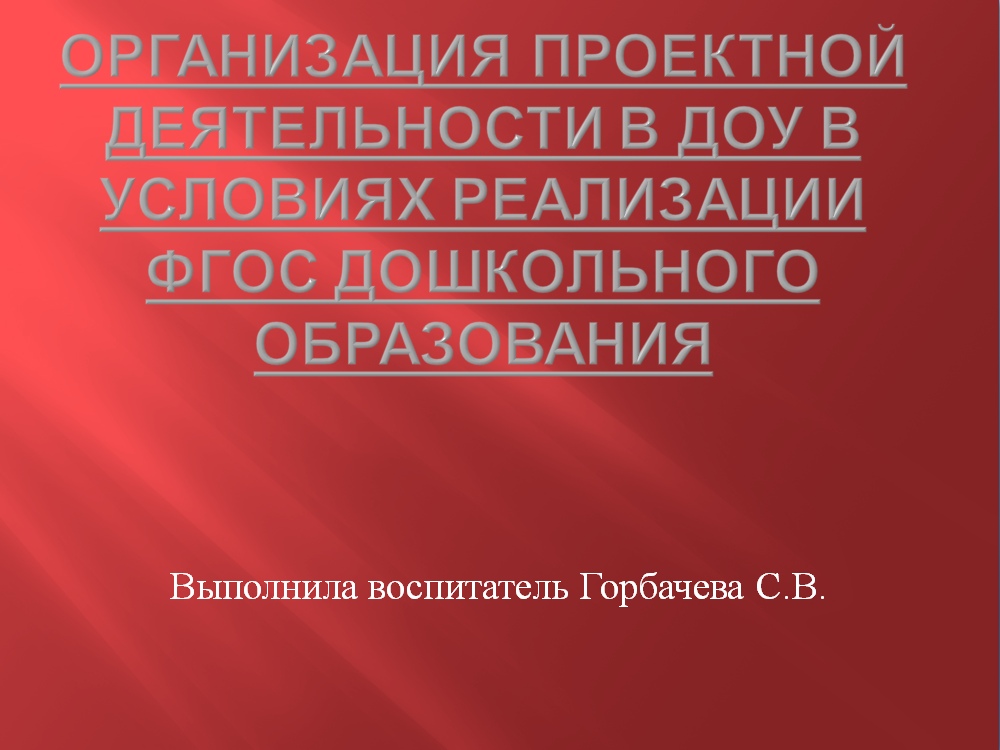 ОРГАНИЗАЦИЯ ПРОЕКТНОЙ
ДЕЯТЕЛЬНОСТИ В ДОУ В
УСЛОВИЯХ РЕАЛИЗАЦИИ
ФГОС ДОШКОЛЬНОГО
ОБРАЗОВАНИЯ
Выполнила воспитатель Горбачева С.В.